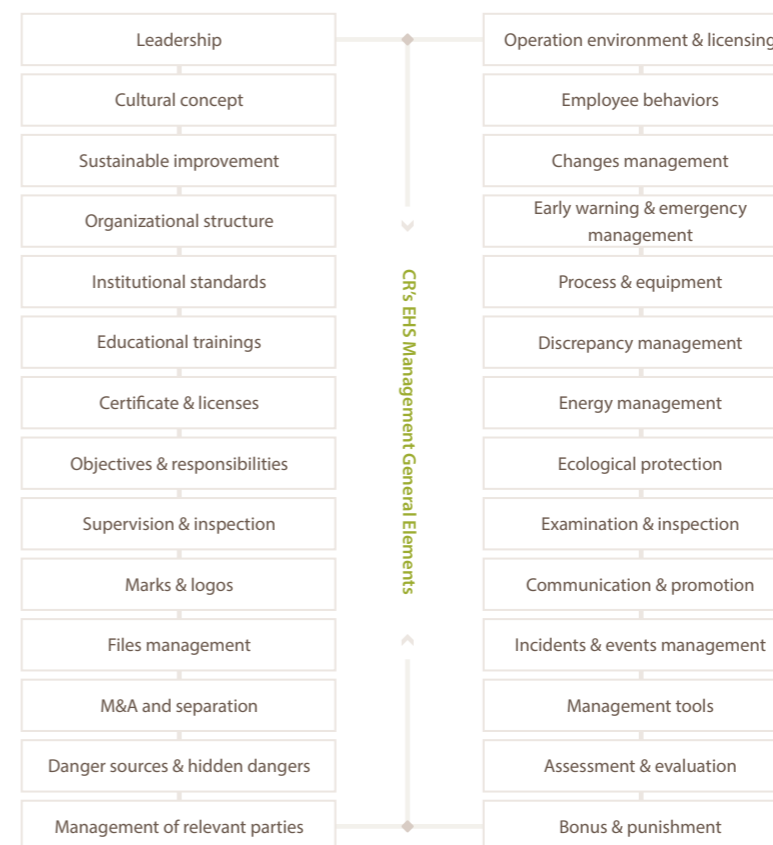 Leadership
Cultural concept
Sustainable improvement
Organizational structure
Institutional standards
Educational trainings
Certificate & licenses
Objectives & responsibilities
Supervision & inspection
Marks & logos
Files management
M&A and separation
Danger sources & hidden dangers
Management of relevant parties
CR's EHS Management General Elements
Operation environment & licensing
Employee behaviors
Changes management
Early warning & emergency
management
Process & equipment
Discrepancy management
Energy management
Ecological protection
Examination & inspection
Communication & promotion
Incidents & events management
Management tools
Assessment & evaluation
Bonus & punishment